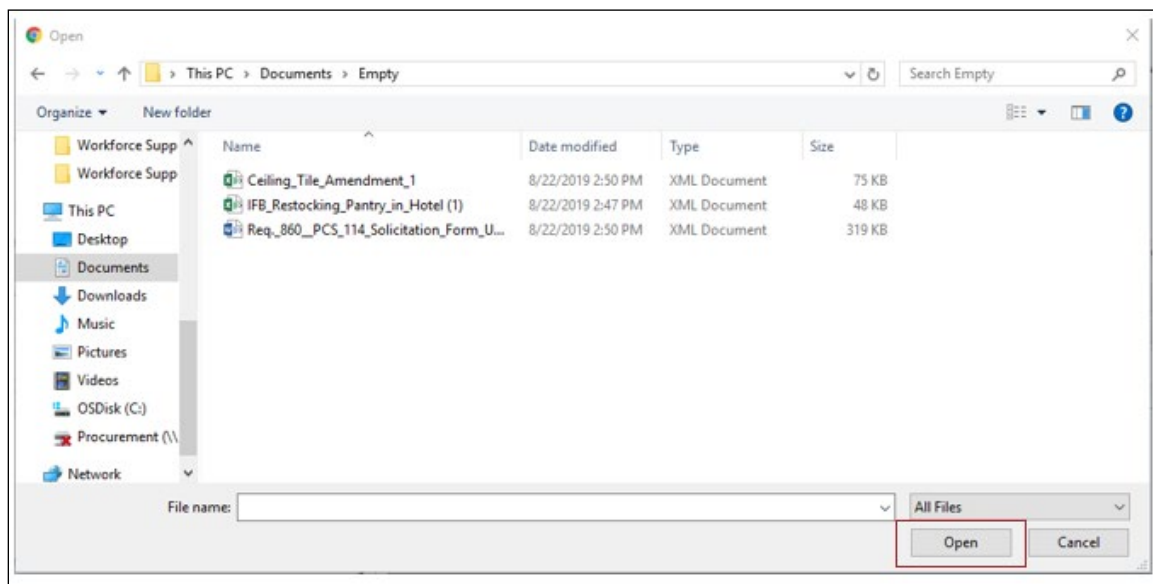 Open
This PC > Documents > Empty
Search Empty
Organize
New folder
Name
Date modified
Type
Size
Ceiling_Tile_Amendment_1
8/22/2019 2:50 PM
XML Document
75 KB
IFB_Restocking_Pantry_in_Hotel (1)
8/22/2019 2:47 PM
XML Document
48 KB
Req._860__PCS_114_Solicitation_Form_U...
8/22/2019 2:50 PM
XML Document
319 KB
Workforce Supp
Workforce Supp
This PC
Desktop
Documents
Downloads
Music
Pictures
Videos
OSDisk (C:)
Procurement (\\
Network
File name:
All Files
Open
Cancel